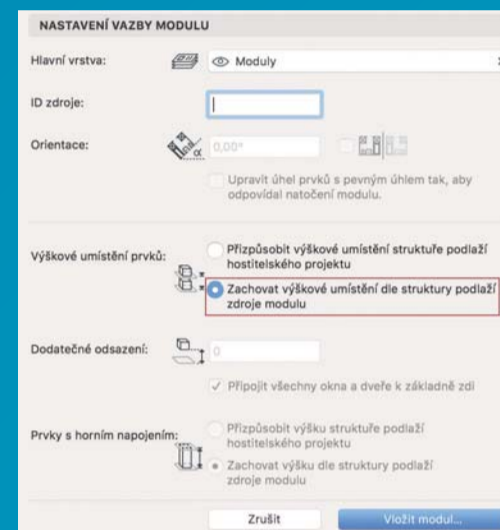 NASTAVENÍ VAZBY MODULU
Hlavní vrstva:
Moduly
ID zdroje:
Orientace:
α
0,00°
Upravit úhel prvků s pevným úhlem tak, aby
odpovídal natočení modulu.
Výškové umístění prvků:
Přizpůsobit výškové umístění struktuře podlaží
hostitelského projektu
Zachovat výškové umístění dle struktury podlaží
zdroje modulu
Dodatečné odsazení:
0
Připojit všechny okna a dveře k základně zdi
Prvky s horním napojením:
Přizpůsobit výšku struktuře podlaží
hostitelského projektu
Zachovat výšku dle struktury podlaží
zdroje modulu
Zrušit
Vložit modul...